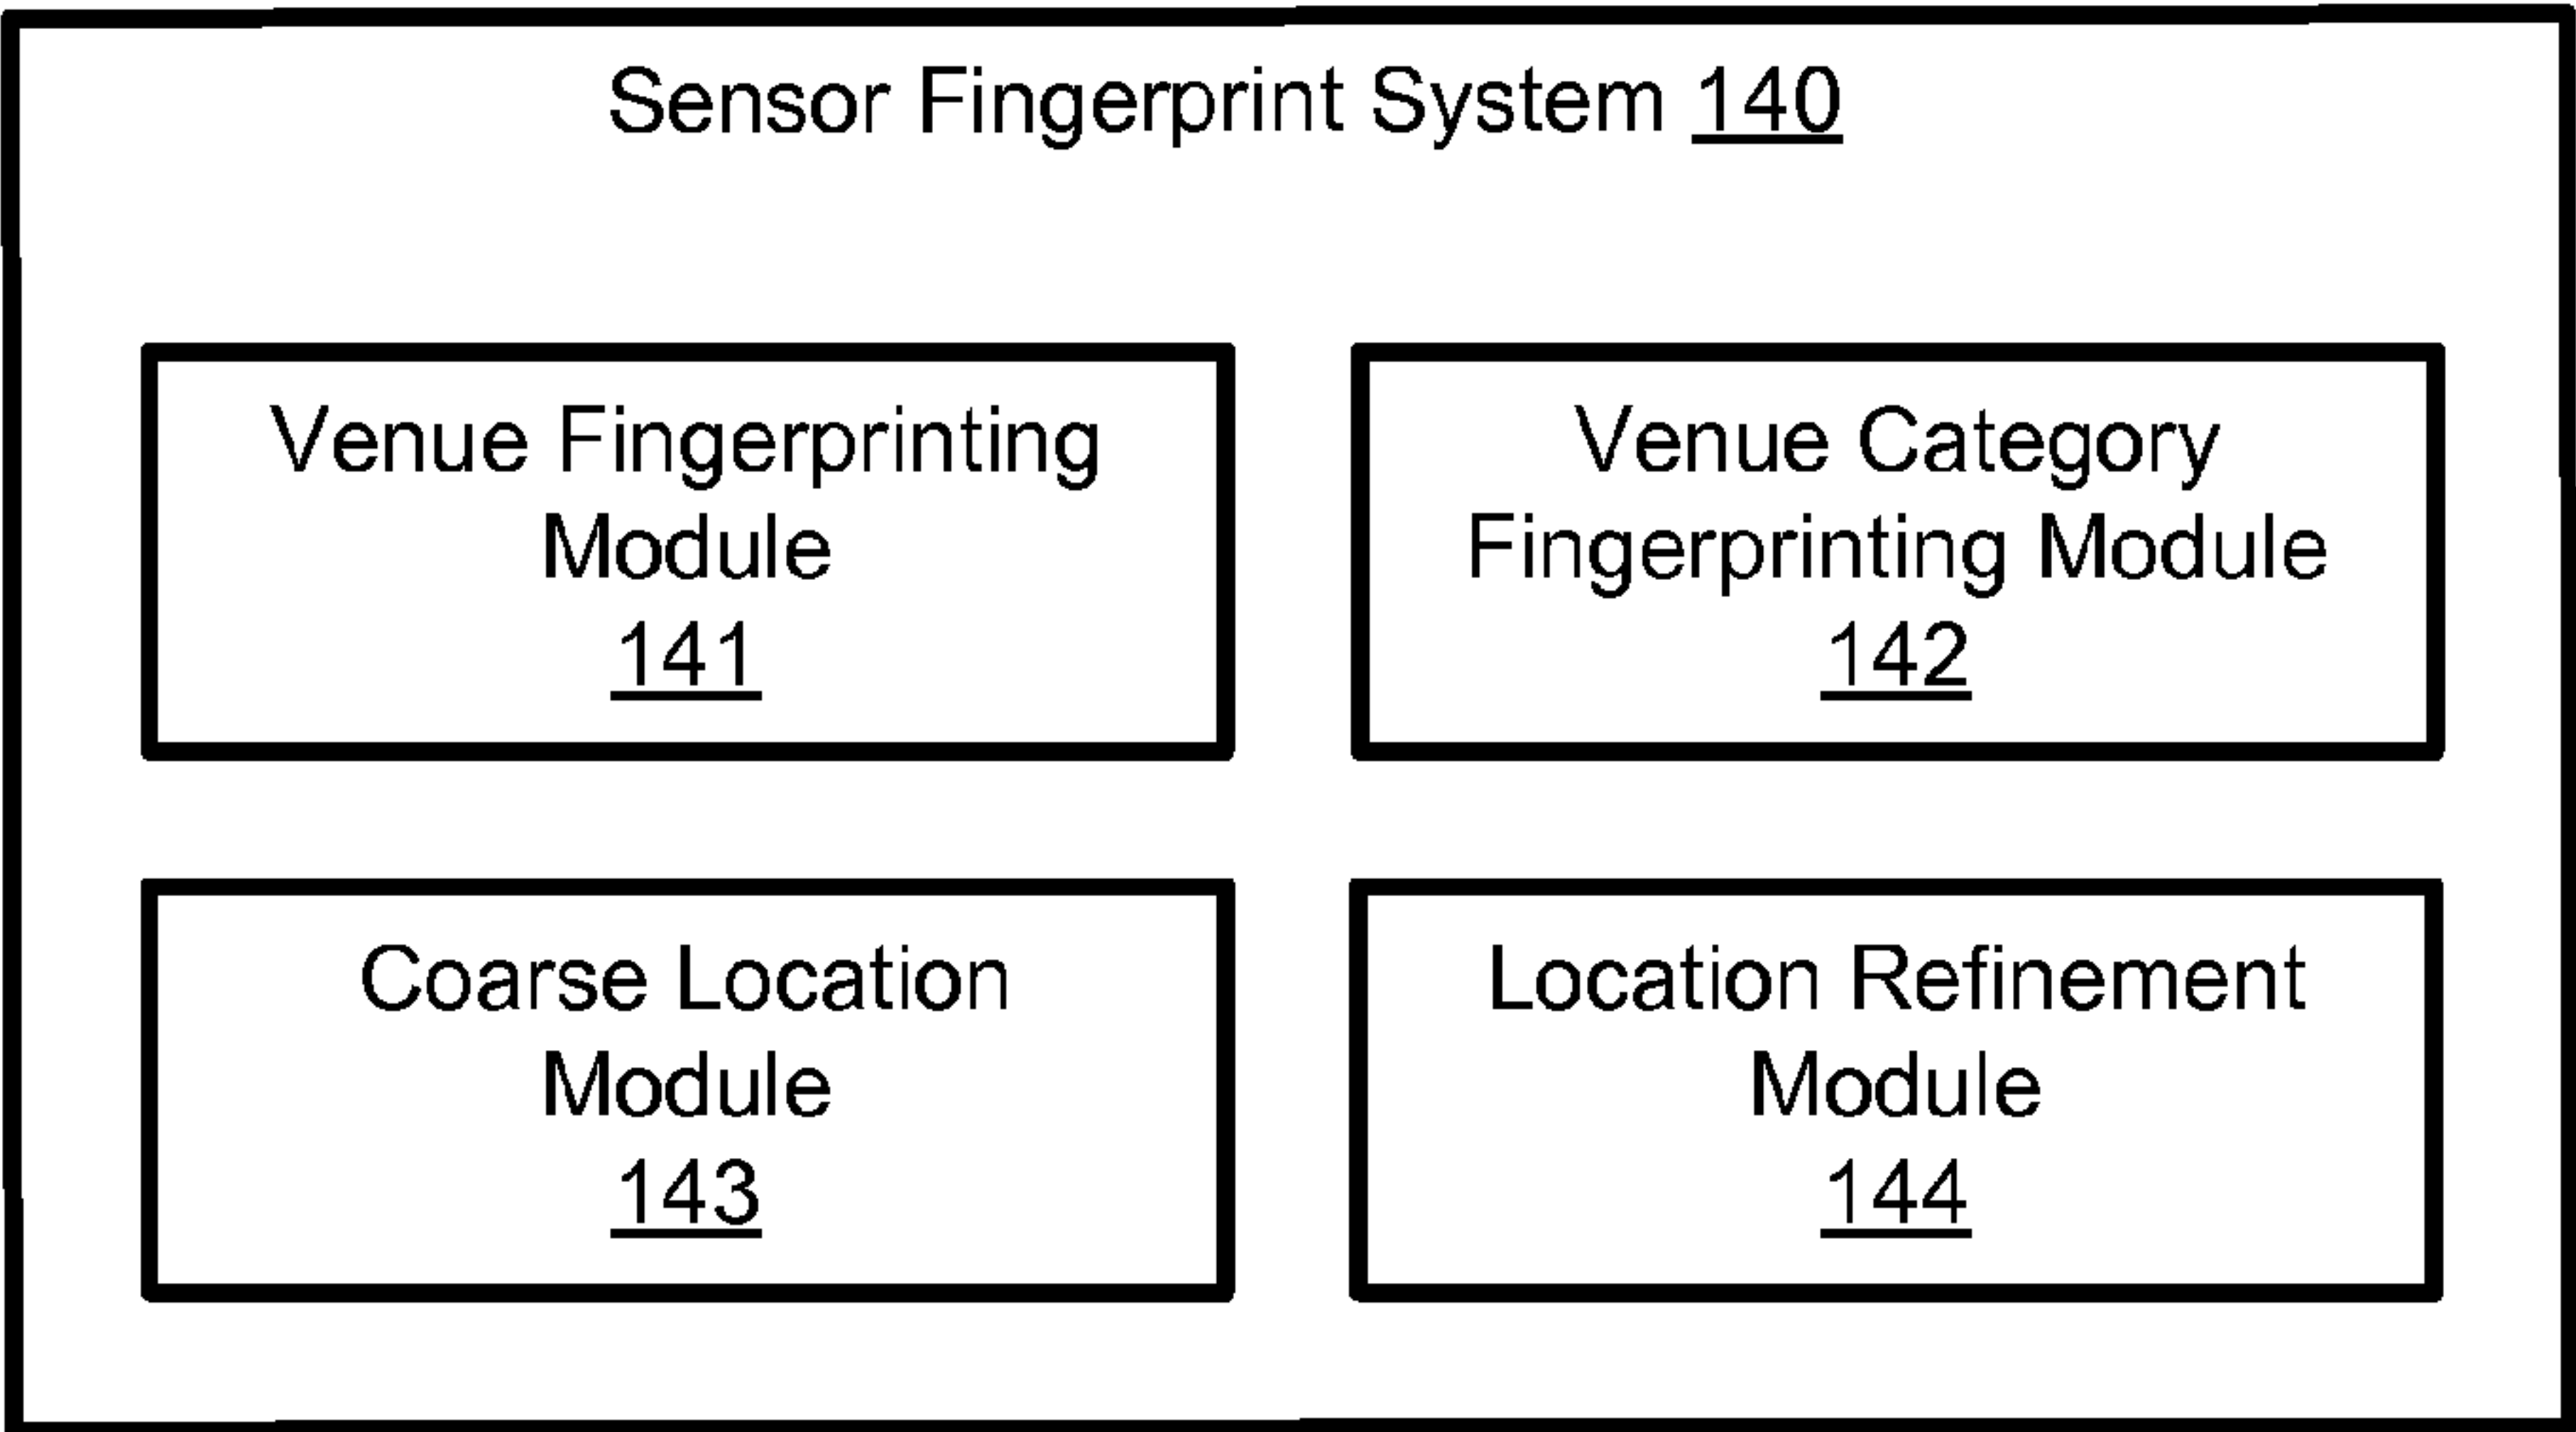 Sensor Fingerprint System 140
Venue Fingerprinting
Module
141
Venue Category
Fingerprinting Module
142
Coarse Location
Module
143
Location Refinement
Module
144